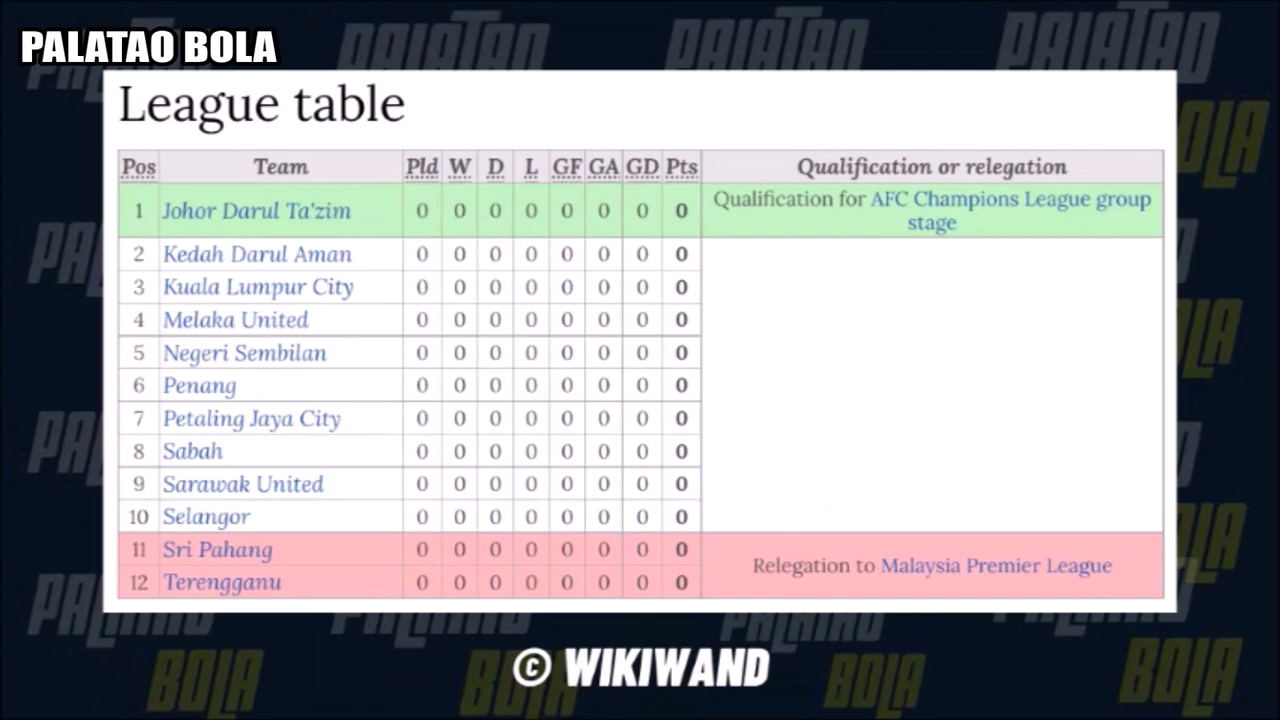 PALATAO BOLA
League table
Pos Team Pld W D L GF GA GD Pts Qualification or relegation
1 Johor Darul Ta'zim 0 0 0 0 0 0 0 0 Qualification for AFC Champions League group
stage
2 Kedah Darul Aman 0 0 0 0 0 0 0 0
3 Kuala Lumpur City 0 0 0 0 0 0 0 0
4 Melaka United 0 0 0 0 0 0 0 0
5 Negeri Sembilan 0 0 0 0 0 0 0 0
6 Penang 0 0 0 0 0 0 0 0
7 Petaling Jaya City 0 0 0 0 0 0 0 0
8 Sabah 0 0 0 0 0 0 0 0
9 Sarawak United 0 0 0 0 0 0 0 0
10 Selangor 0 0 0 0 0 0 0 0
11 Sri Pahang 0 0 0 0 0 0 0 0
Relegation to Malaysia Premier League
12 Terengganu 0 0 0 0 0 0 0 0
© WIKIWAND